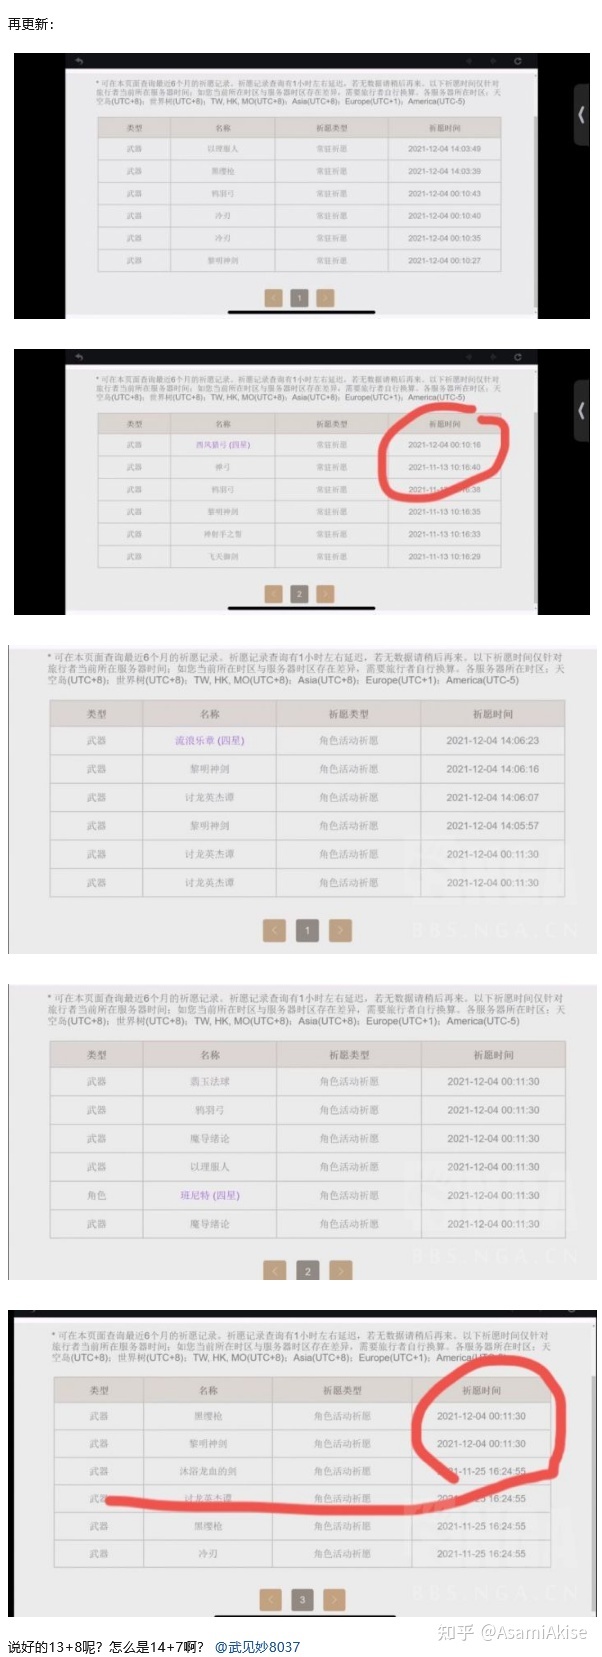 再更新：
* 可在本页面查询最近6个月的祈愿记录。祈愿记录查询有1小时左右延迟，若无数据请稍后再来。以下祈愿时间仅针对
旅行者当前所在服务器时间；如您当前所在时区与服务器时区存在差异，需要旅行者自行换算。各服务器所在时区：天
空岛(UTC+8)；世界树(UTC+8)；TW, HK, MO(UTC+8)；Asia(UTC+8)；Europe(UTC+1)；America(UTC-5)
类型 名称 祈愿类型 祈愿时间
武器 以理服人 常驻祈愿 2021-12-04 14:03:49
武器 黑缨枪 常驻祈愿 2021-12-04 14:03:39
武器 鸦羽弓 常驻祈愿 2021-12-04 00:10:43
武器 冷刃 常驻祈愿 2021-12-04 00:10:40
武器 冷刃 常驻祈愿 2021-12-04 00:10:35
武器 黎明神剑 常驻祈愿 2021-12-04 00:10:27
1
* 可在本页面查询最近6个月的祈愿记录。祈愿记录查询有1小时左右延迟，若无数据请稍后再来。以下祈愿时间仅针对
旅行者当前所在服务器时间；如您当前所在时区与服务器时区存在差异，需要旅行者自行换算。各服务器所在时区：天
空岛(UTC+8)；世界树(UTC+8)；TW, HK, MO(UTC+8)；Asia(UTC+8)；Europe(UTC+1)；America(UTC-5)
类型 名称 祈愿类型 祈愿时间
武器 西风猎弓 (四星) 常驻祈愿 2021-12-04 00:10:16
武器 弹弓 常驻祈愿 2021-11-13 10:16:40
武器 鸦羽弓 常驻祈愿
武器 黎明神剑 常驻祈愿 2021-11-13 10:16:35
武器 神射手之誓 常驻祈愿 2021-11-13 10:16:33
武器 飞天御剑 常驻祈愿 2021-11-13 10:16:29
2
* 可在本页面查询最近6个月的祈愿记录。祈愿记录查询有1小时左右延迟，若无数据请稍后再来。以下祈愿时间仅针对
旅行者当前所在服务器时间；如您当前所在时区与服务器时区存在差异，需要旅行者自行换算。各服务器所在时区：天
空岛(UTC+8)；世界树(UTC+8)；TW, HK, MO(UTC+8)；Asia(UTC+8)；Europe(UTC+1)；America(UTC-5)
类型 名称 祈愿类型 祈愿时间
武器 流浪乐章 (四星) 角色活动祈愿 2021-12-04 14:06:23
武器 黎明神剑 角色活动祈愿 2021-12-04 14:06:16
武器 讨龙英杰谭 角色活动祈愿 2021-12-04 14:06:07
武器 黎明神剑 角色活动祈愿 2021-12-04 14:05:57
武器 讨龙英杰谭 角色活动祈愿 2021-12-04 00:11:30
武器 讨龙英杰谭 角色活动祈愿 2021-12-04 00:11:30
1
BBS.NGA.CN
* 可在本页面查询最近6个月的祈愿记录。祈愿记录查询有1小时左右延迟，若无数据请稍后再来。以下祈愿时间仅针对
旅行者当前所在服务器时间；如您当前所在时区与服务器时区存在差异，需要旅行者自行换算。各服务器所在时区：天
空岛(UTC+8)；世界树(UTC+8)；TW, HK, MO(UTC+8)；Asia(UTC+8)；Europe(UTC+1)；America(UTC-5)
类型 名称 祈愿类型 祈愿时间
武器 翡玉法球 角色活动祈愿 2021-12-04 00:11:30
武器 鸦羽弓 角色活动祈愿 2021-12-04 00:11:30
武器 魔导绪论 角色活动祈愿 2021-12-04 00:11:30
武器 以理服人 角色活动祈愿 2021-12-04 00:11:30
角色 班尼特 (四星) 角色活动祈愿 2021-12-04 00:11:30
武器 魔导绪论 角色活动祈愿 2021-12-04 00:11:30
2
BBS.NGA.CN
* 可在本页面查询最近6个月的祈愿记录。祈愿记录查询有1小时左右延迟，若无数据请稍后再来。以下祈愿时间仅针对
旅行者当前所在服务器时间；如您当前所在时区与服务器时区存在差异，需要旅行者自行换算。各服务器所在时区：天
空岛(UTC+8)；世界树(UTC+8)；TW, HK, MO(UTC+8)；Asia(UTC+8)；Europe(UTC+1)；America
类型 名称 祈愿类型 祈愿时间
武器 黑缨枪 角色活动祈愿 2021-12-04 00:11:30
武器 黎明神剑 角色活动祈愿 2021-12-04 00:11:30
武器 沐浴龙血的剑 角色活动祈愿 21-11-25 16:24:55
武器 讨龙英杰谭 角色活动祈愿 16:24:55
武器 黑缨枪 角色活动祈愿 2021-11-25 16:24:55
武器 冷刃 角色活动祈愿 2021-11-25 16:24:55
3
BBS.NGA.CN
知乎 @AsamiAkise
说好的13+8呢？怎么是14+7啊？ @武见妙8037